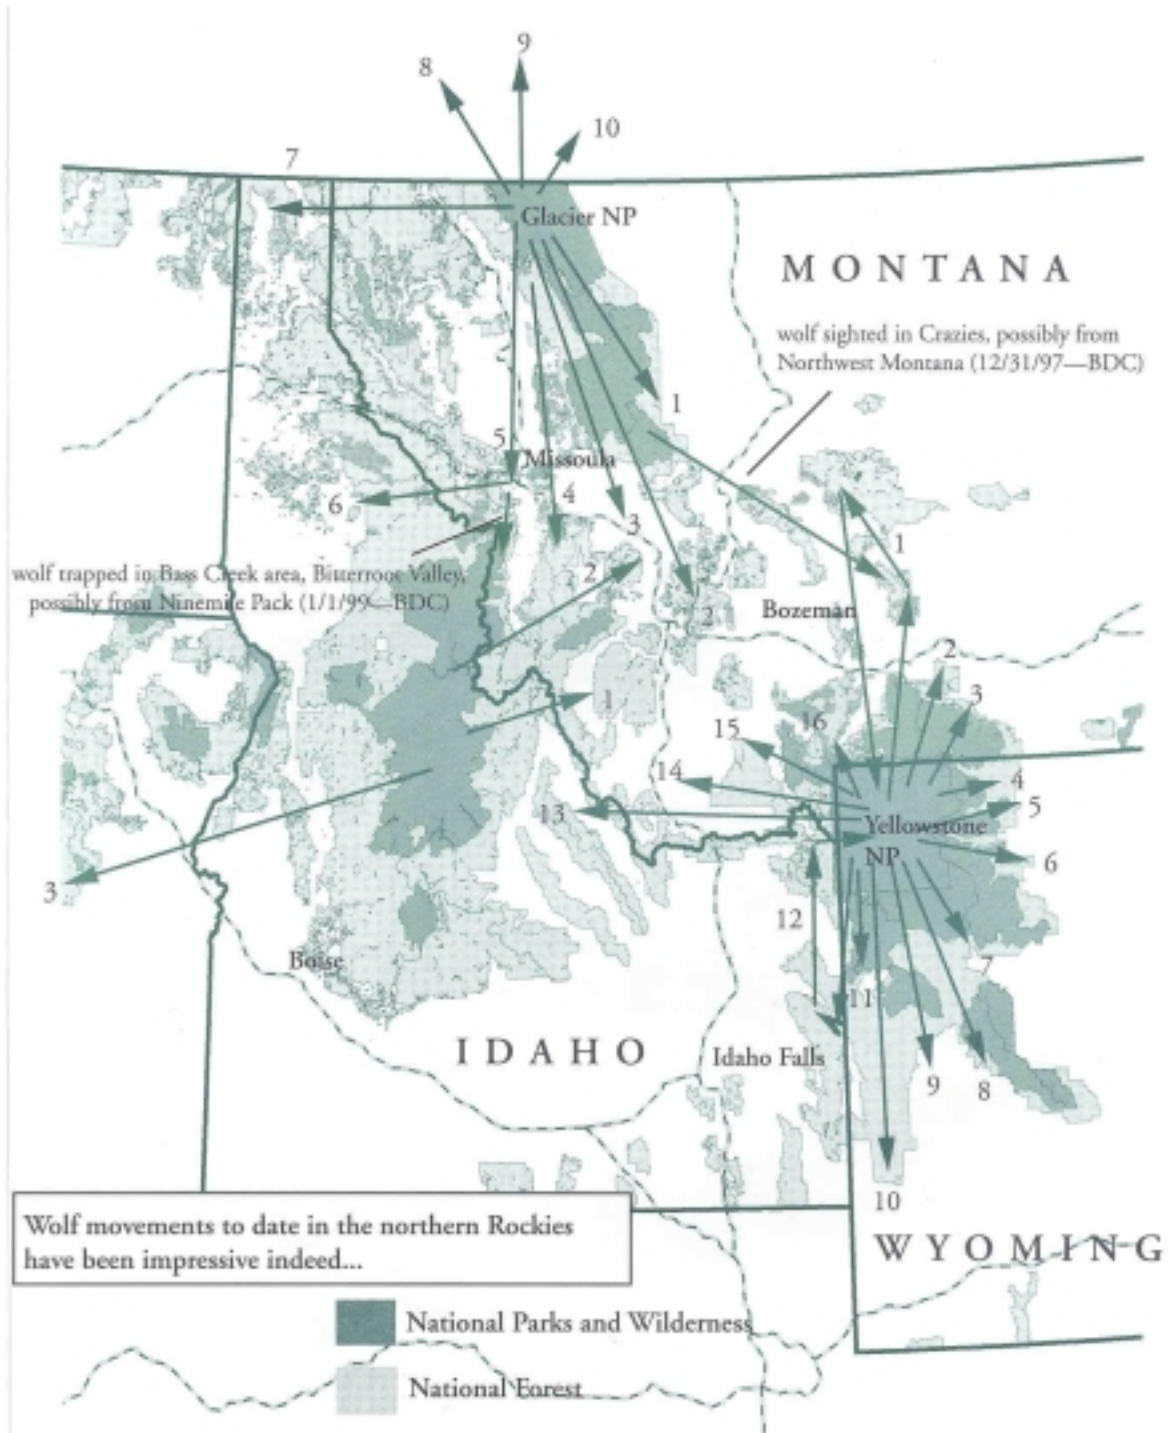 9
8
10
7
Glacier NP
MONTANA
wolf sighted in Crazies, possibly from
Northwest Montana (12/31/97—BDC)
1
5
Missoula
6
4
3
1
wolf trapped in Bass Creek area, Bitterroot Valley,
possibly from Ninemile Pack (1/1/99—BDC)
2
2
Bozeman
2
3
1
15
16
14
4
13
5
Yellowstone
NP
6
3
12
7
Boise
11
IDAHO
Idaho Falls
9
8
10
Wolf movements to date in the northern Rockies
have been impressive indeed...
WYOMING
National Parks and Wilderness
National Forest